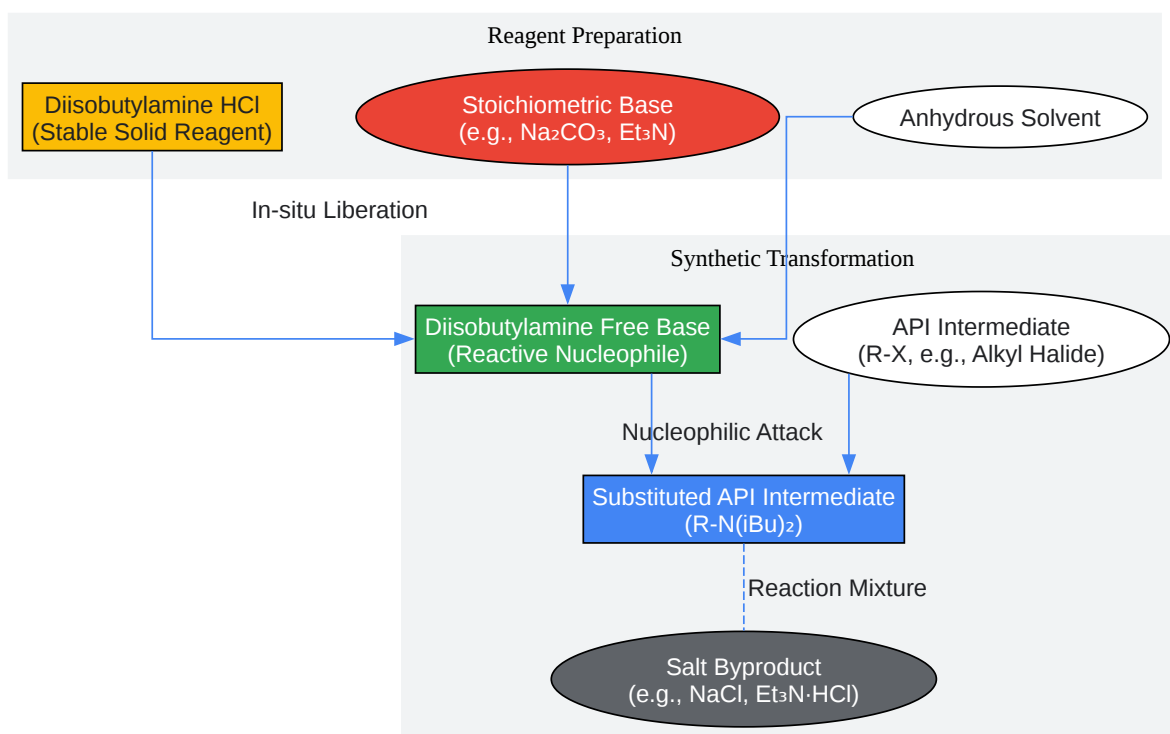 Reagent Preparation
Diisobutylamine HCl
(Stable Solid Reagent)
Stoichiometric Base
(e.g., Na₂CO₃, Et₃N)
Anhydrous Solvent
In-situ Liberation
Synthetic Transformation
Diisobutylamine Free Base
(Reactive Nucleophile)
API Intermediate
(R-X, e.g., Alkyl Halide)
Nucleophilic Attack
Substituted API Intermediate
(R-N(iBu)₂)
Reaction Mixture
Salt Byproduct
(e.g., NaCl, Et₃N·HCl)